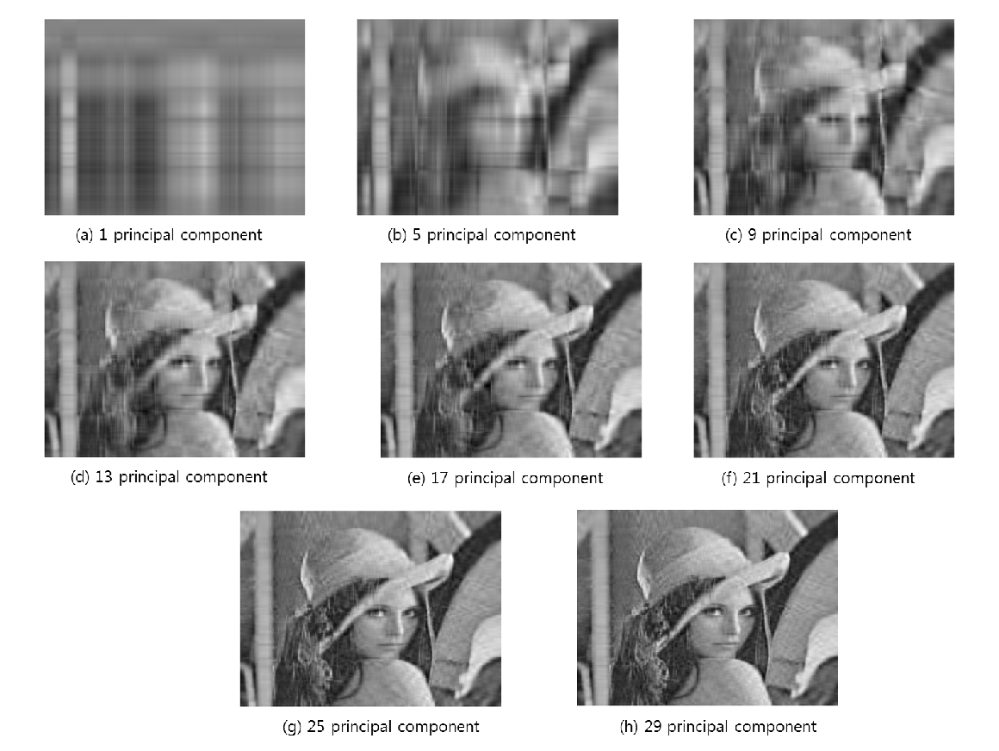 (a) 1 principal component
(b) 5 principal component
(c) 9 principal component
(d) 13 principal component
(e) 17 principal component
(f) 21 principal component
(g) 25 principal component
(h) 29 principal component